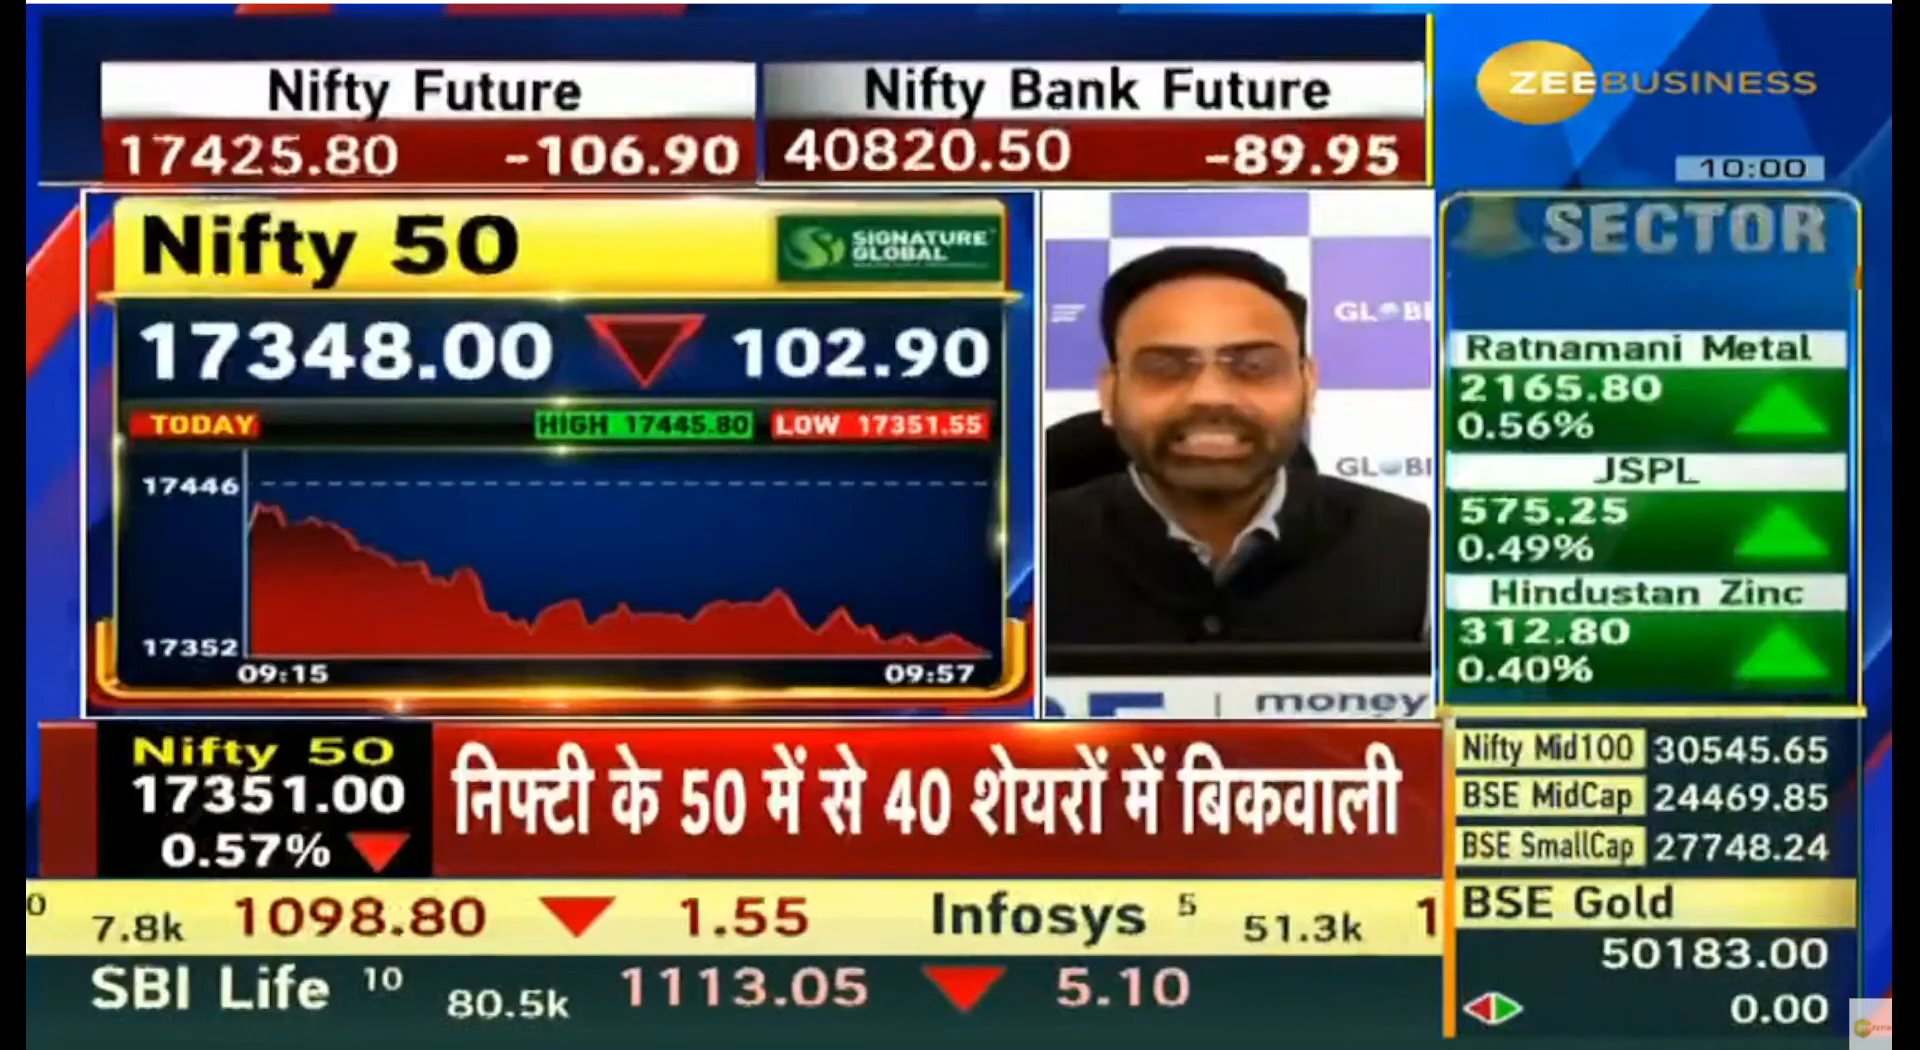 Nifty Future
17425.80 -106.90
Nifty Bank Future
40820.50 -89.95
ZEEBUSINESS
10:00
Nifty 50
SIGNATURE GLOBAL
17348.00 102.90
TODAY HIGH 17445.80 LOW 17351.55
17446
17352
09:15 09:57
money
SECTOR
Ratnamani Metal
2165.80
0.56%
JSPL
575.25
0.49%
Hindustan Zinc
312.80
0.40%
Nifty 50
17351.00
0.57%
निफ्टी के 50 में से 40 शेयरों में बिकवाली
Nifty Mid100 30545.65
BSE MidCap 24469.85
BSE SmallCap 27748.24
BSE Gold
50183.00
0.00
0 7.8k 1098.80 1.55 Infosys 5 51.3k 1
SBI Life 10 80.5k 1113.05 5.10